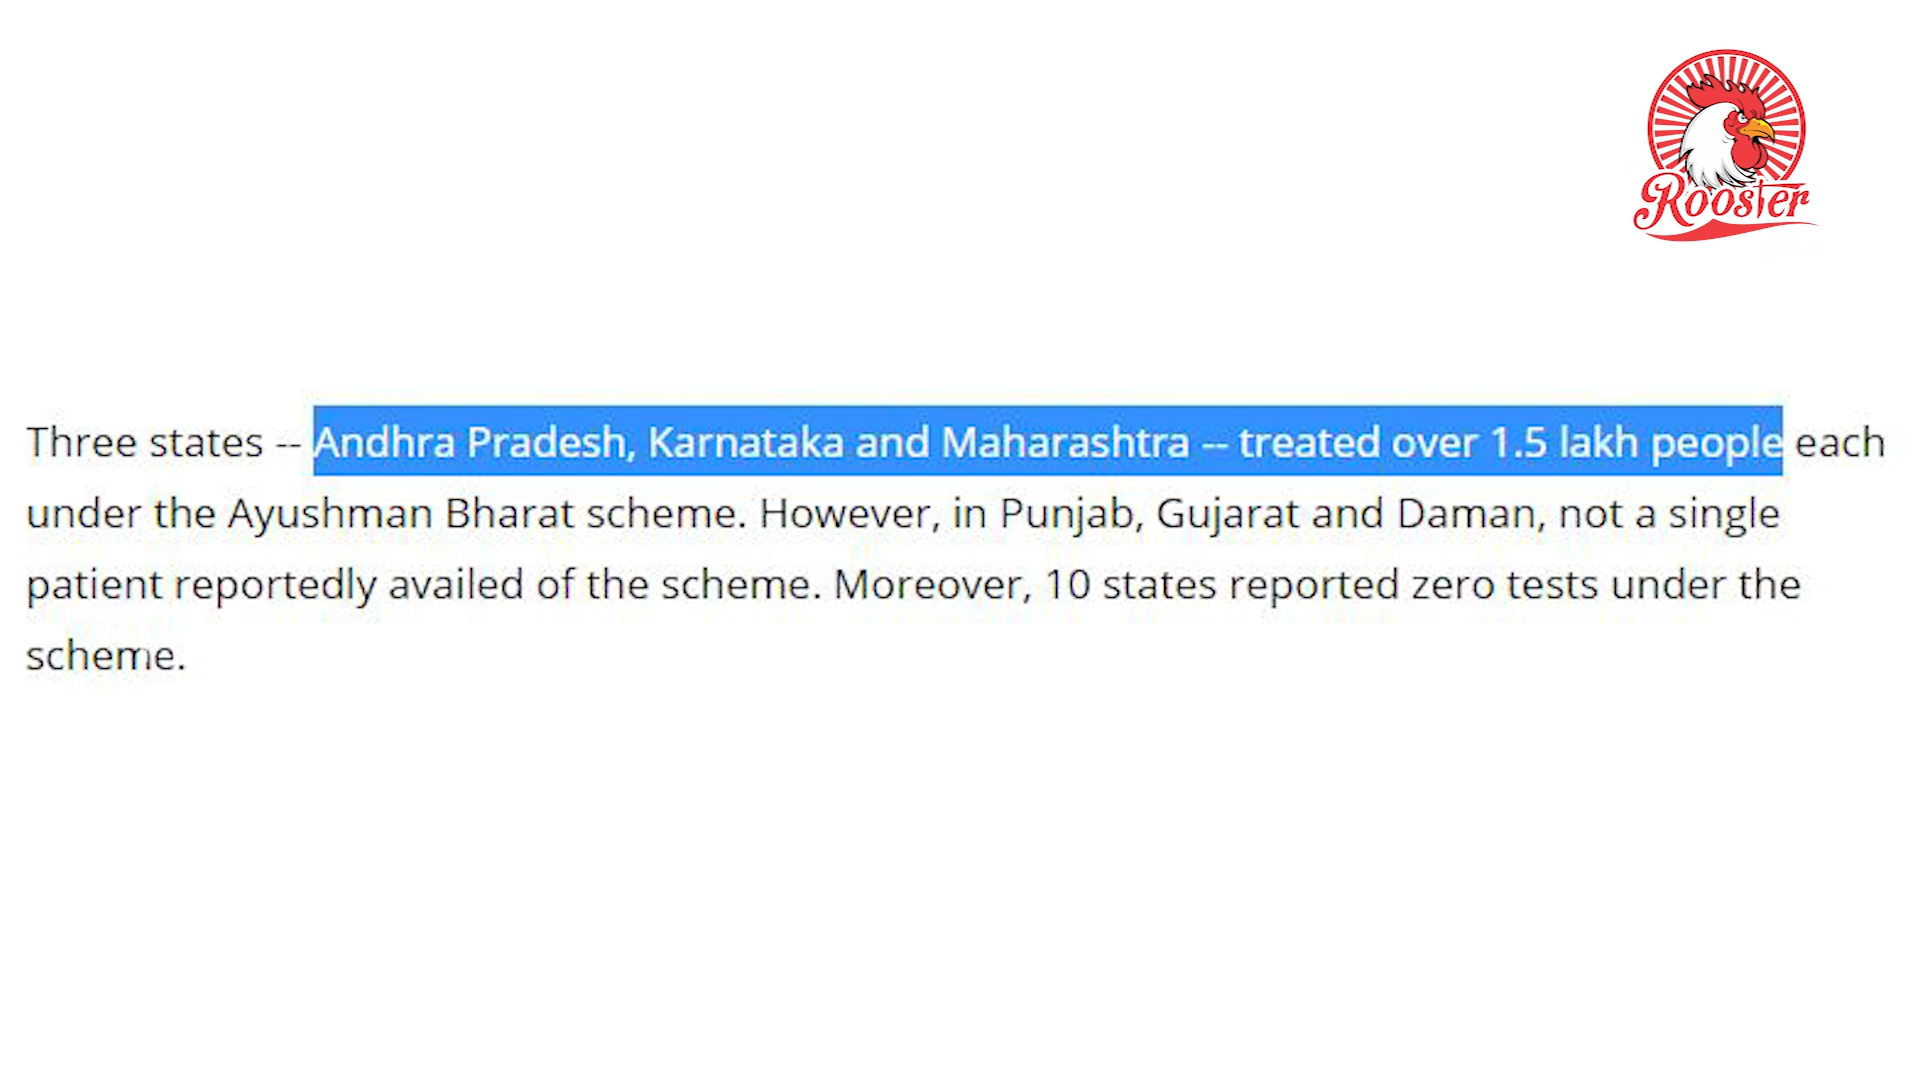 Rooster
Three states -- Andhra Pradesh, Karnataka and Maharashtra -- treated over 1.5 lakh people each
under the Ayushman Bharat scheme. However, in Punjab, Gujarat and Daman, not a single
patient reportedly availed of the scheme. Moreover, 10 states reported zero tests under the
scheme.